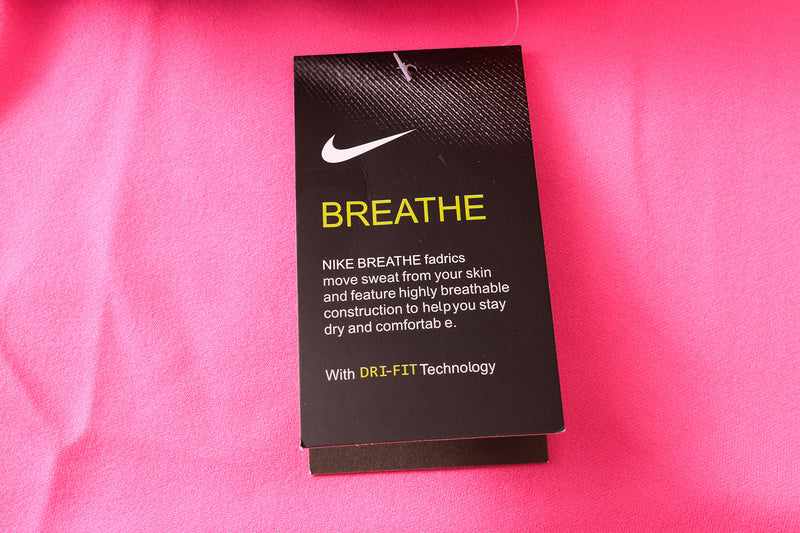 BREATHE
NIKE BREATHE fadrics
move sweat from your skin
and feature highly breathable
construction to helpyou stay
dry and comfortab e.
With DRI-FIT Technology